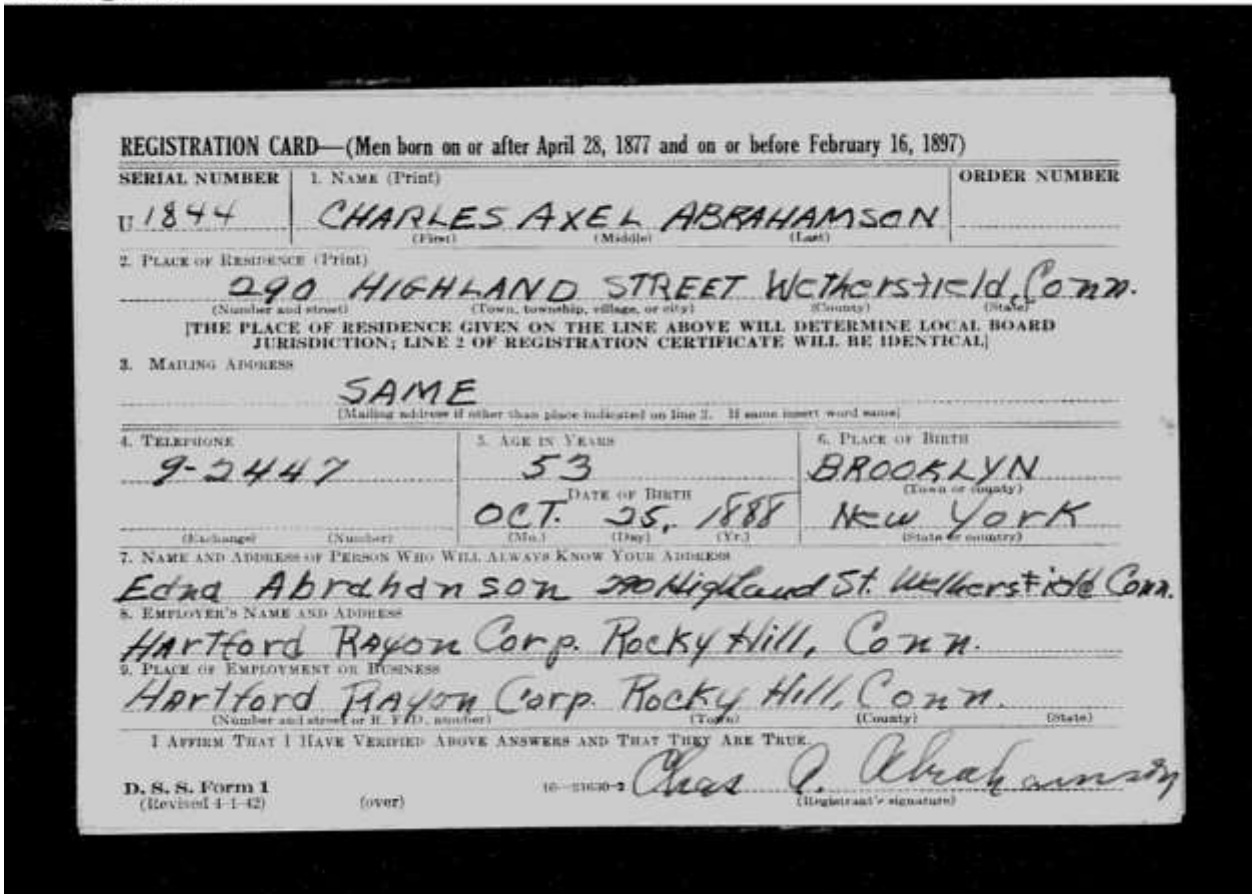 REGISTRATION CARD—(Men born on or after April 28, 1877 and on or before February 16, 1897)
SERIAL NUMBER 1. NAME (Print) ORDER NUMBER
U 1844 CHARLES AXEL ABRAHAMSON
(First) (Middle) (Last)
2. PLACE OF RESIDENCE (Print)
290 HIGHLAND STREET Wethersfield, Conn.
(Number and street) (Town, township, village, or city) (County) (State)
[THE PLACE OF RESIDENCE GIVEN ON THE LINE ABOVE WILL DETERMINE LOCAL BOARD
JURISDICTION; LINE 2 OF REGISTRATION CERTIFICATE WILL BE IDENTICAL]
3. MAILING ADDRESS
SAME
(Mailing address if other than place indicated on line 2. If same insert word same)
4. TELEPHONE 5. AGE IN YEARS 6. PLACE OF BIRTH
9-2447 53 BROOKLYN
(Town or county)
DATE OF BIRTH
OCT. 25, 1888 New York
(Exchange) (Number) (Mo.) (Day) (Yr.) (State or country)
7. NAME AND ADDRESS OF PERSON WHO WILL ALWAYS KNOW YOUR ADDRESS
Edna Abrahanson 290 Highland St. Wethersfield Conn.
8. EMPLOYER'S NAME AND ADDRESS
Hartford Rayon Corp. Rocky Hill, Conn.
9. PLACE OF EMPLOYMENT OR BUSINESS
Hartford Rayon Corp. Rocky Hill, Conn.
(Number and street or R. F. D. number) (Town) (County) (State)
I AFFIRM THAT I HAVE VERIFIED ABOVE ANSWERS AND THAT THEY ARE TRUE.
D. S. S. Form 1 Chas A. Abrahamson
(Revised 4-1-42) (over) (Registrant's signature)